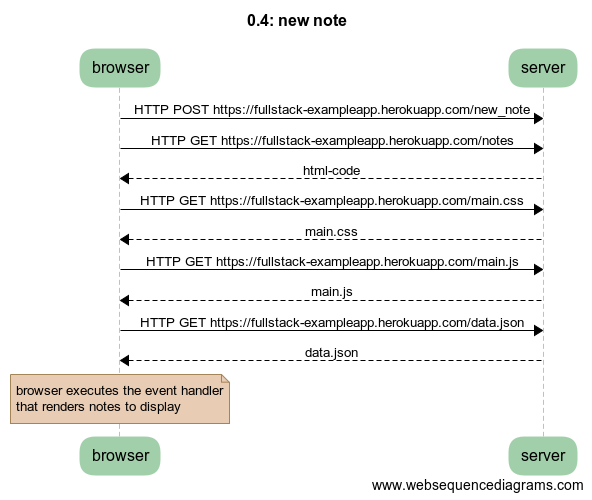 0.4: new note
browser
server
HTTP POST https://fullstack-exampleapp.herokuapp.com/new_note
HTTP GET https://fullstack-exampleapp.herokuapp.com/notes
html-code
HTTP GET https://fullstack-exampleapp.herokuapp.com/main.css
main.css
HTTP GET https://fullstack-exampleapp.herokuapp.com/main.js
main.js
HTTP GET https://fullstack-exampleapp.herokuapp.com/data.json
data.json
browser executes the event handler
that renders notes to display
browser
server
www.websequencediagrams.com